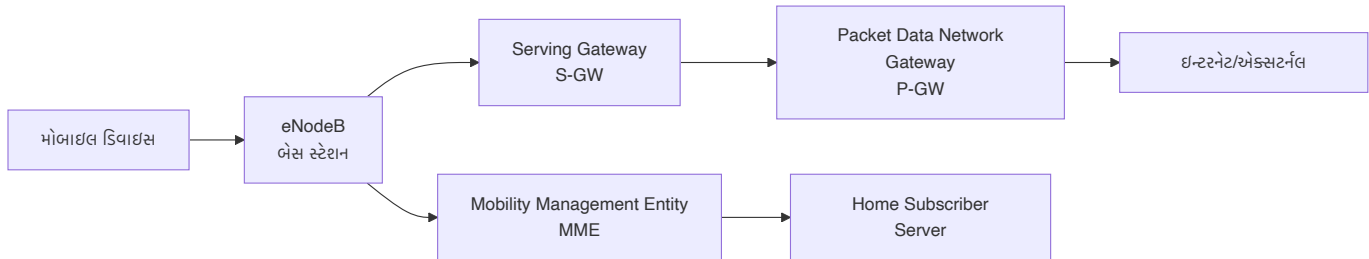 મોબાઇલ ડિવાઇસ
eNodeB
બેસ સ્ટેશન
Serving Gateway
S-GW
Packet Data Network
Gateway
P-GW
ઇન્ટરનેટ/એક્સટર્નલ
Mobility Management Entity
MME
Home Subscriber
Server